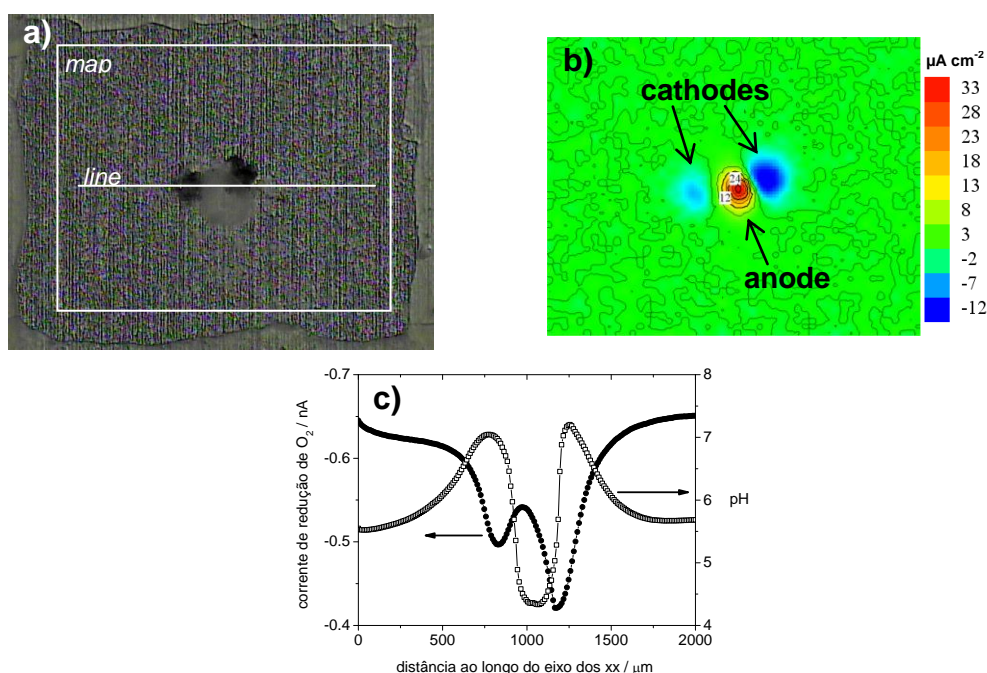 a)
map
line
b)
µA cm⁻²
cathodes
anode
24
12
33
28
23
18
13
8
3
-2
-7
-12
c)
corrente de redução de O₂ / nA
-0.7
-0.6
-0.5
-0.4
8
7
6
5
4
pH
0 500 1000 1500 2000
distância ao longo do eixo dos xx / µm